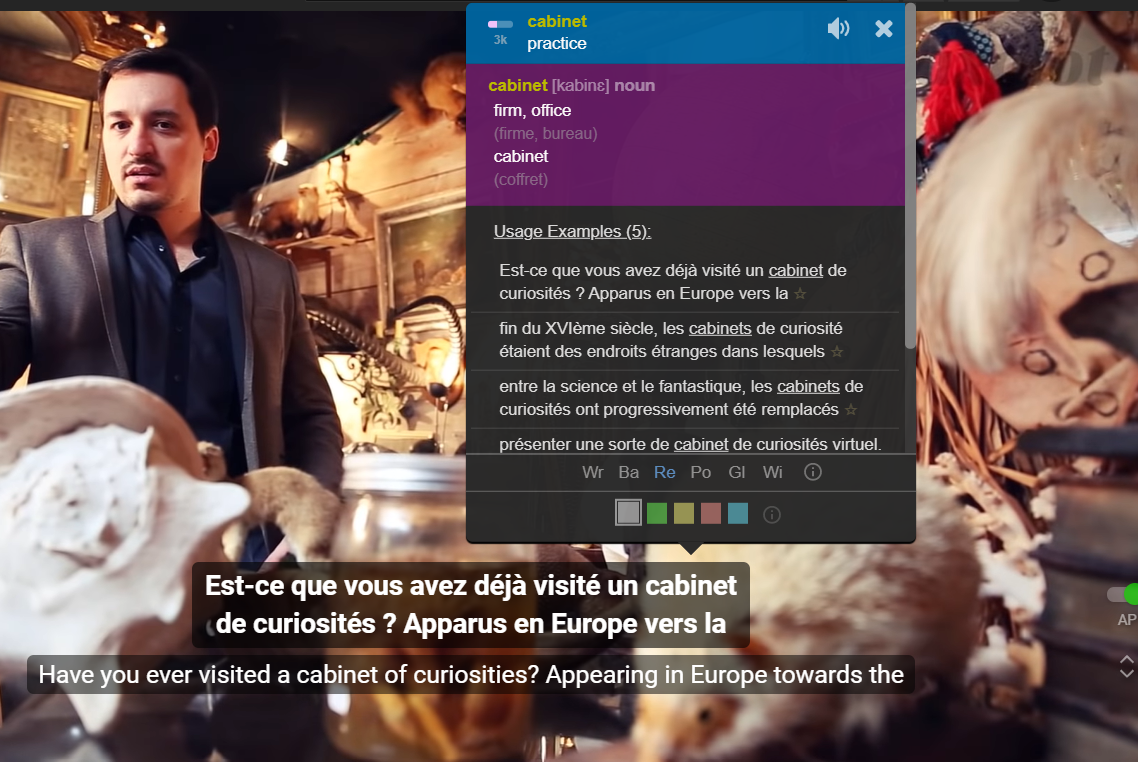 cabinet
3k
practice
cabinet [kabinɛ] noun
firm, office
(firme, bureau)
cabinet
(coffret)
Usage Examples (5):
Est-ce que vous avez déjà visité un cabinet de
curiosités ? Apparus en Europe vers la ☆
fin du XVIème siècle, les cabinets de curiosité
étaient des endroits étranges dans lesquels ☆
entre la science et le fantastique, les cabinets de
curiosités ont progressivement été remplacés ☆
présenter une sorte de cabinet de curiosités virtuel.
Wr Ba Re Po Gl Wi
Est-ce que vous avez déjà visité un cabinet
de curiosités ? Apparus en Europe vers la
Have you ever visited a cabinet of curiosities? Appearing in Europe towards the
AP